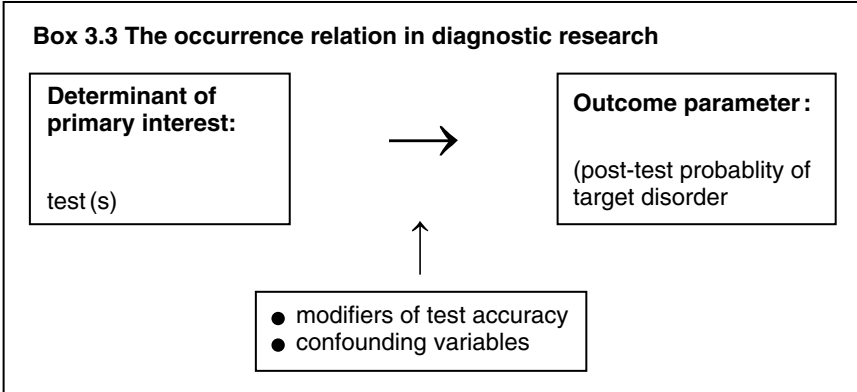 Box 3.3 The occurrence relation in diagnostic research
Determinant of
primary interest:
test(s)
Outcome parameter:
(post-test probablity of
target disorder
● modifiers of test accuracy
● confounding variables